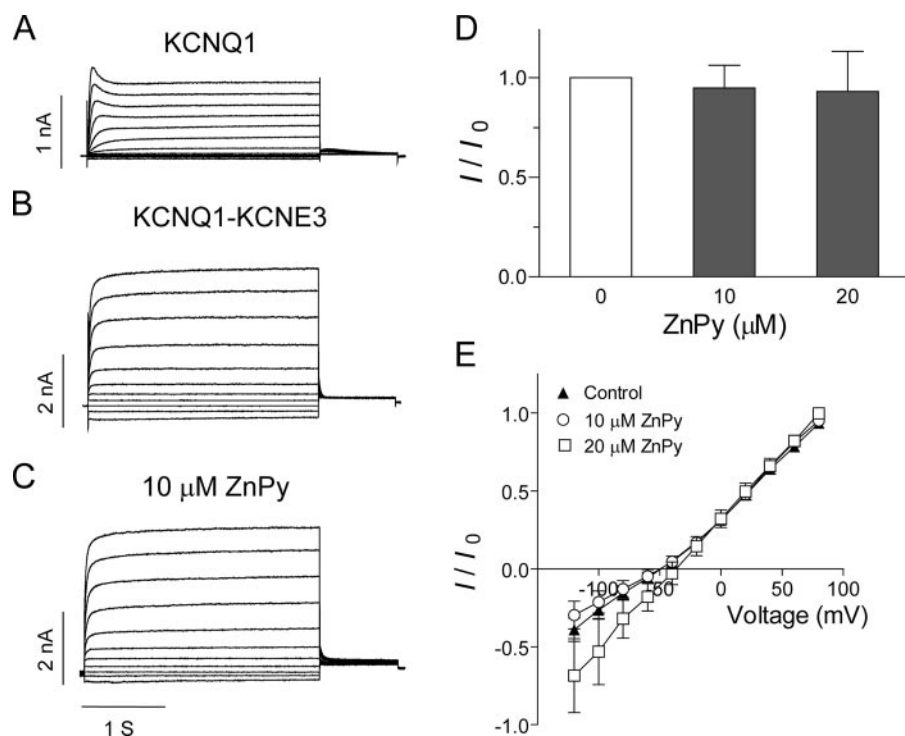 A
KCNQ1
1 nA
B
KCNQ1-KCNE3
2 nA
C
10 μM ZnPy
2 nA
1 S
D
I / I0
1.0
0.5
0.0
0
10
20
ZnPy (μM)
E
Control
10 μM ZnPy
20 μM ZnPy
I / I0
1.0
0.5
0.0
-0.5
-1.0
-100
-50
0
50
100
Voltage (mV)